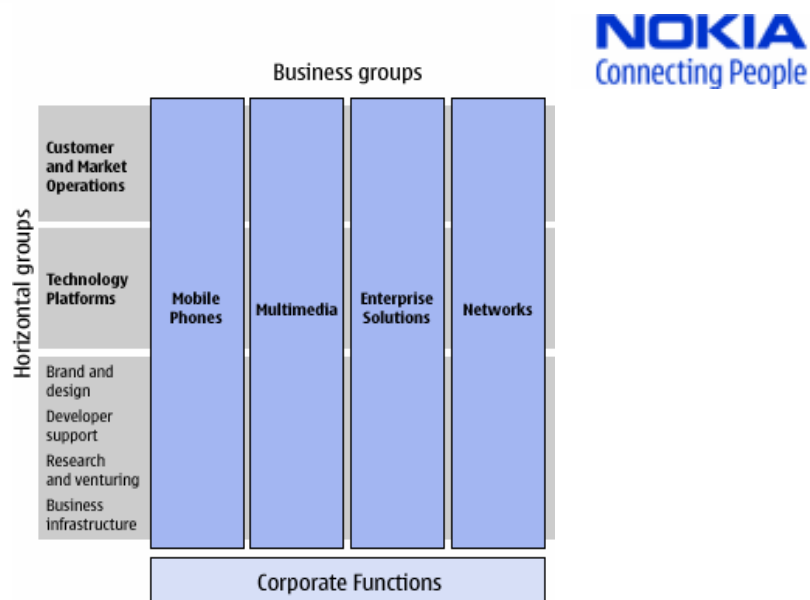 NOKIA
Connecting People
Business groups
Horizontal groups
Customer
and Market
Operations
Technology
Platforms
Brand and
design
Developer
support
Research
and venturing
Business
infrastructure
Mobile
Phones
Multimedia
Enterprise
Solutions
Networks
Corporate Functions